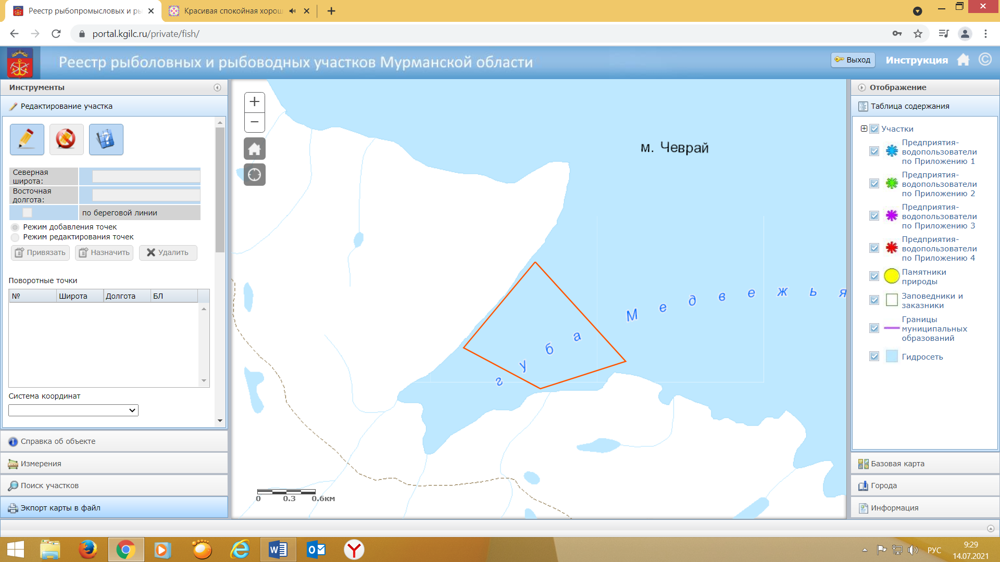 Реестр рыбопромысловых и ры
Красивая спокойная хорош
portal.kgilc.ru/private/fish/
Реестр рыболовных и рыбоводных участков Мурманской области
Выход
Инструкция
Инструменты
Редактирование участка
Северная
широта:
Восточная
долгота:
по береговой линии
Режим добавления точек
Режим редактирования точек
Привязать
Назначить
Удалить
Поворотные точки
№ Широта Долгота БЛ
Система координат
Справка об объекте
Измерения
Поиск участков
Экпорт карты в файл
м. Чеврай
губа Медвежья
0 0.3 0.6км
Отображение
Таблица содержания
Участки
Предприятия-
водопользователи
по Приложению 1
Предприятия-
водопользователи
по Приложению 2
Предприятия-
водопользователи
по Приложению 3
Предприятия-
водопользователи
по Приложению 4
Памятники
природы
Заповедники и
заказники
Границы
муниципальных
образований
Гидросеть
Базовая карта
Города
Информация
РУС
9:29
14.07.2021